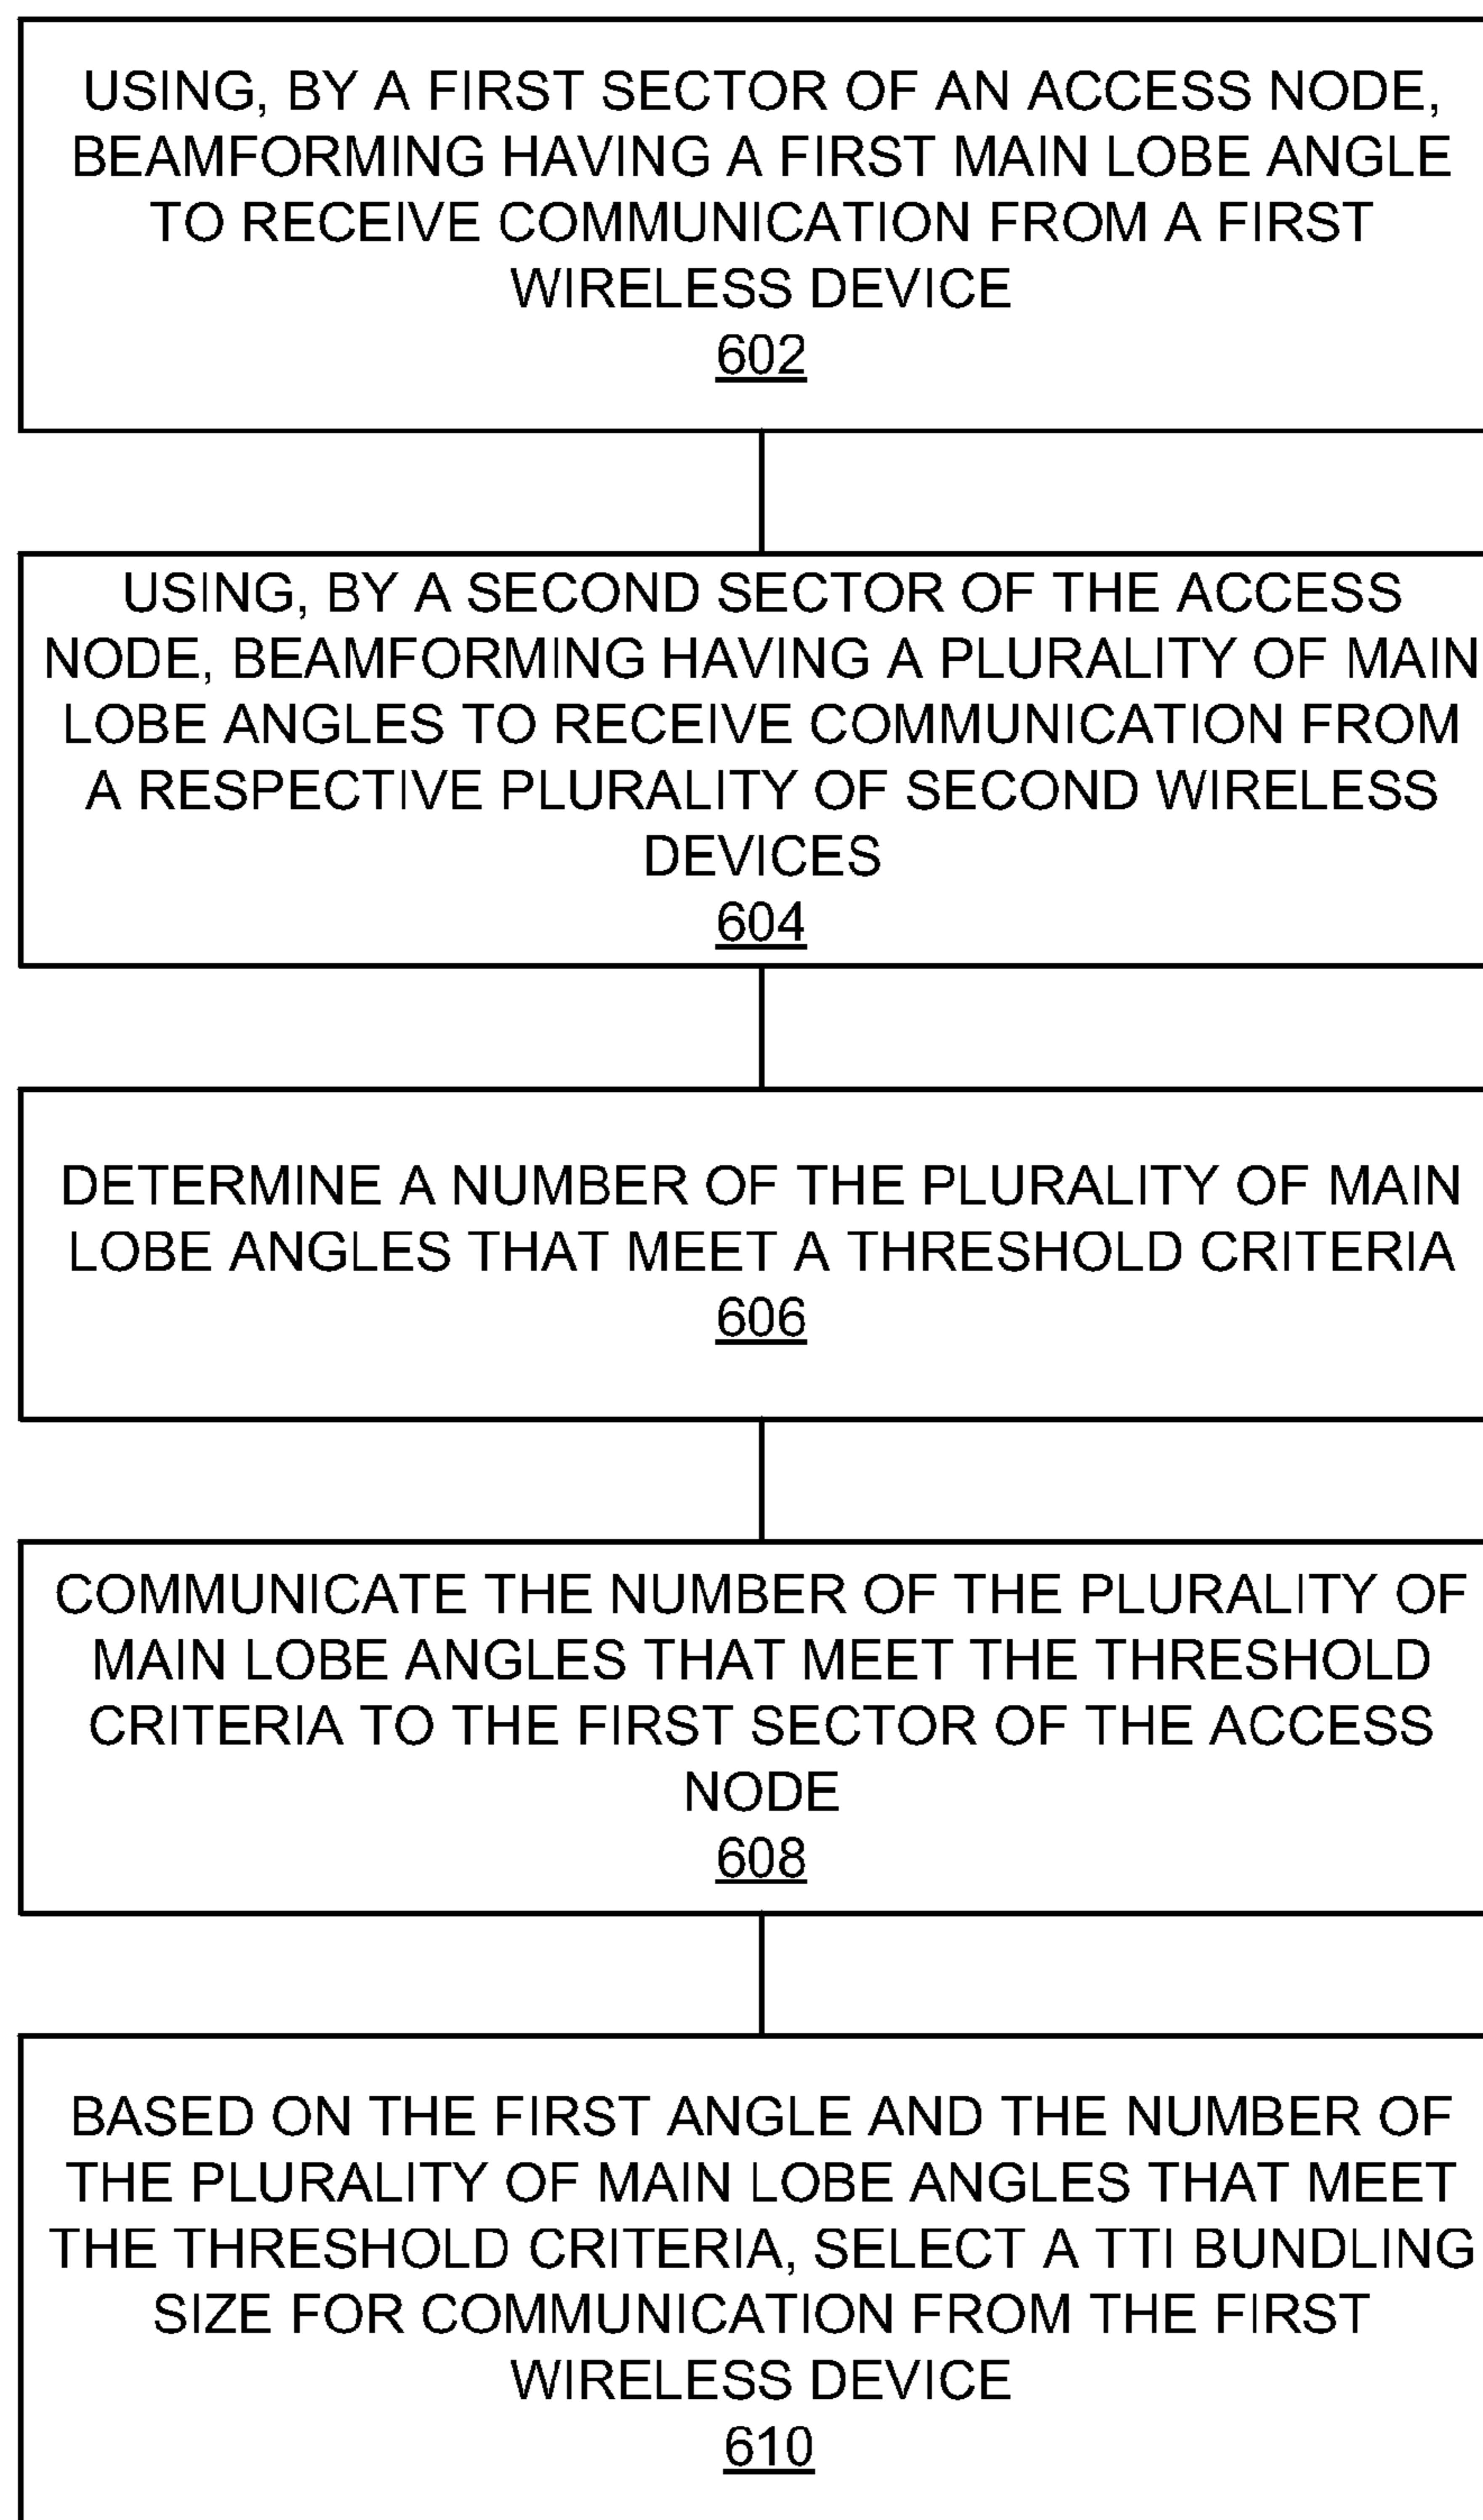 USING, BY A FIRST SECTOR OF AN ACCESS NODE,
BEAMFORMING HAVING A FIRST MAIN LOBE ANGLE
TO RECEIVE COMMUNICATION FROM A FIRST
WIRELESS DEVICE
602
USING, BY A SECOND SECTOR OF THE ACCESS
NODE, BEAMFORMING HAVING A PLURALITY OF MAIN
LOBE ANGLES TO RECEIVE COMMUNICATION FROM
A RESPECTIVE PLURALITY OF SECOND WIRELESS
DEVICES
604
DETERMINE A NUMBER OF THE PLURALITY OF MAIN
LOBE ANGLES THAT MEET A THRESHOLD CRITERIA
606
COMMUNICATE THE NUMBER OF THE PLURALITY OF
MAIN LOBE ANGLES THAT MEET THE THRESHOLD
CRITERIA TO THE FIRST SECTOR OF THE ACCESS
NODE
608
BASED ON THE FIRST ANGLE AND THE NUMBER OF
THE PLURALITY OF MAIN LOBE ANGLES THAT MEET
THE THRESHOLD CRITERIA, SELECT A TTI BUNDLING
SIZE FOR COMMUNICATION FROM THE FIRST
WIRELESS DEVICE
610